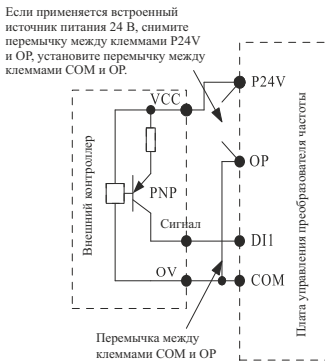 Если применяется встроенный
источник питания 24 В, снимите
перемычку между клеммами P24V
и OP, установите перемычку между
клеммами COM и OP.
VCC
P24V
OP
PNP
Сигнал
DI1
OV
COM
Внешний контроллер
Плата управления преобразователя частоты
Перемычка между
клеммами COM и OP